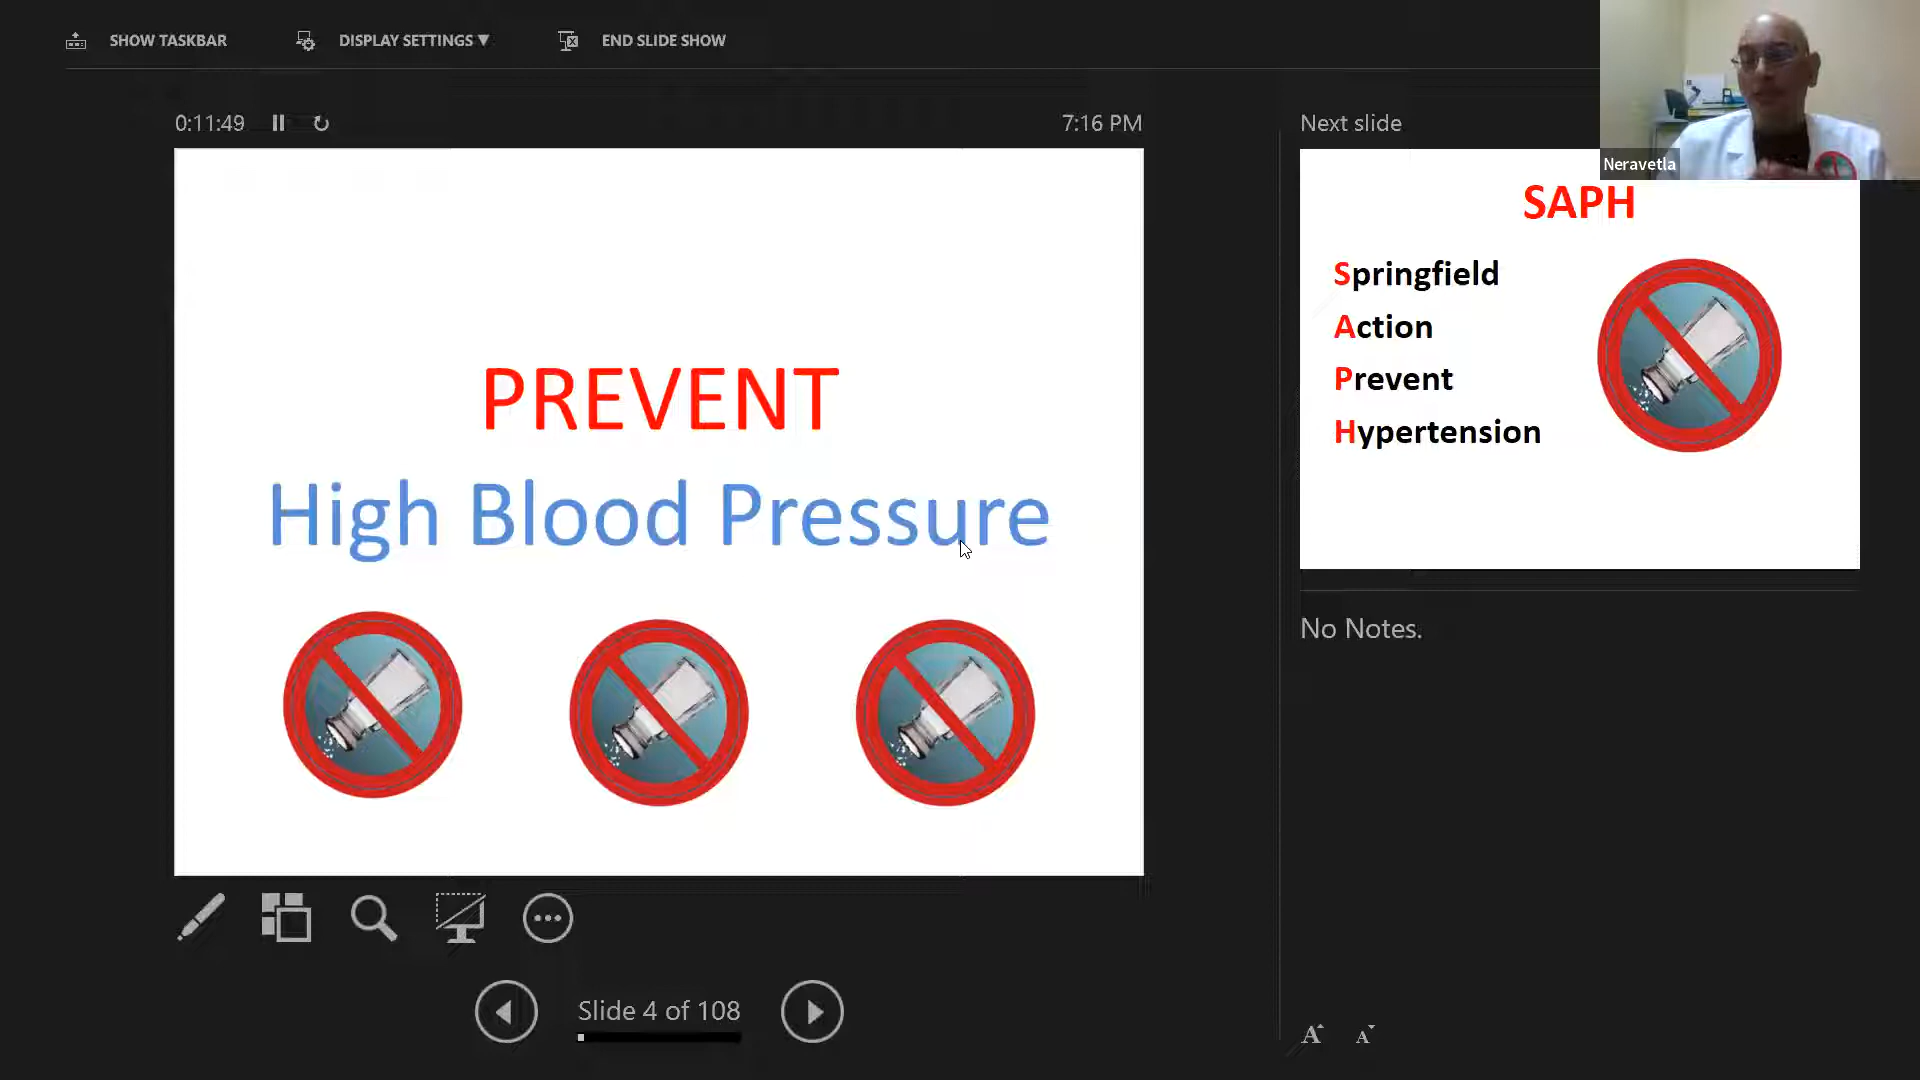 SHOW TASKBAR
DISPLAY SETTINGS ▼
END SLIDE SHOW
0:11:49
7:16 PM
PREVENT
High Blood Pressure
Slide 4 of 108
Next slide
Neravetla
SAPH
Springfield
Action
Prevent
Hypertension
No Notes.
A
A